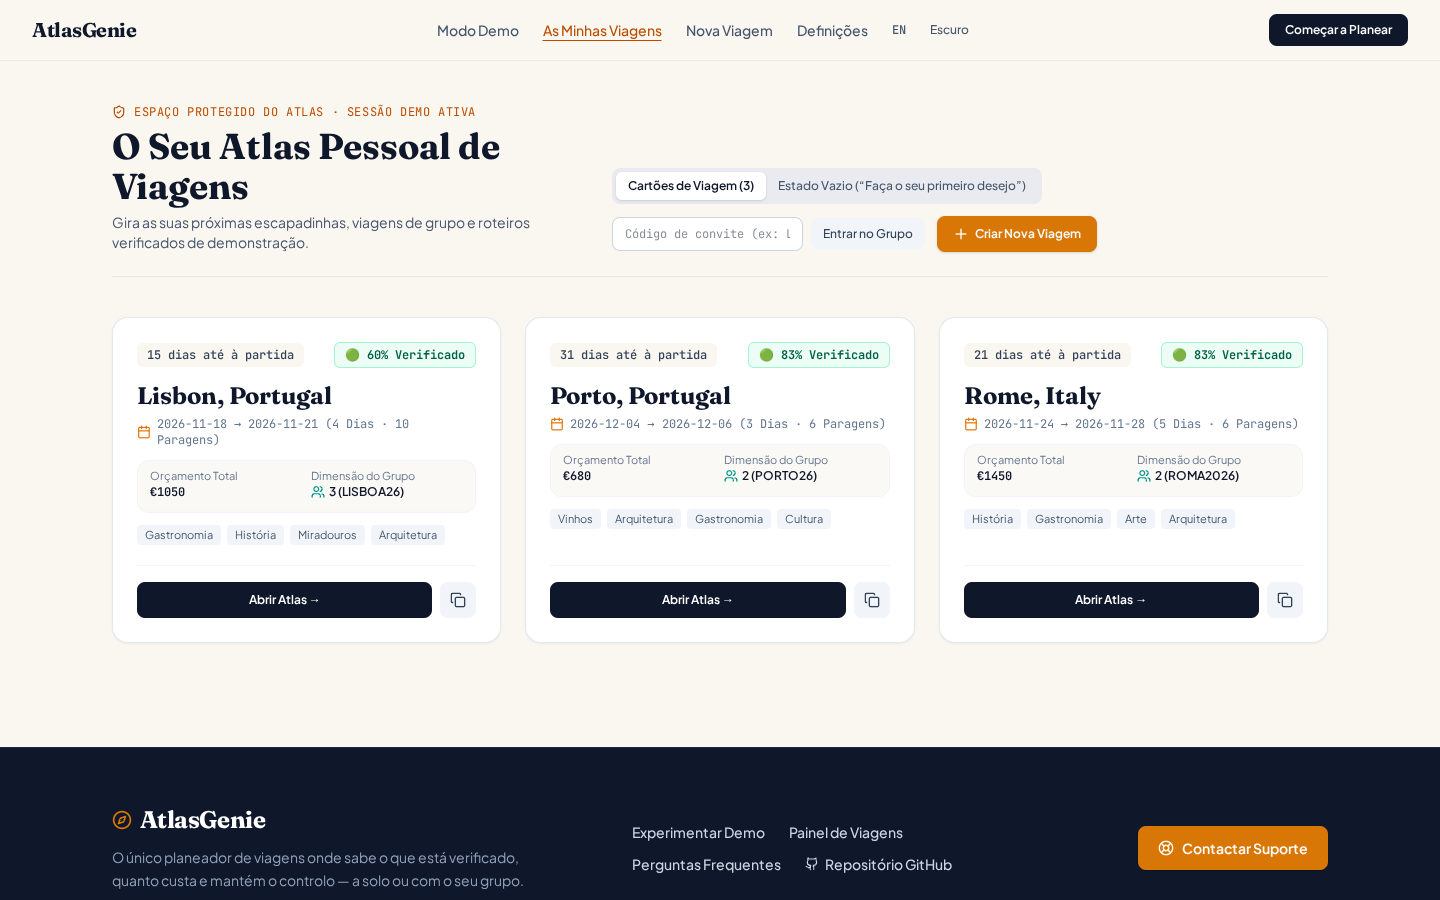 AtlasGenie
Modo Demo
As Minhas Viagens
Nova Viagem
Definições
EN
Escuro
Começar a Planear
ESPAÇO PROTEGIDO DO ATLAS · SESSÃO DEMO ATIVA
O Seu Atlas Pessoal de
Viagens
Gira as suas próximas escapadinhas, viagens de grupo e roteiros
verificados de demonstração.
Cartões de Viagem (3)
Estado Vazio (“Faça o seu primeiro desejo”)
Código de convite (ex: L
Entrar no Grupo
Criar Nova Viagem
15 dias até à partida
60% Verificado
Lisbon, Portugal
2026-11-18 → 2026-11-21 (4 Dias · 10
Paragens)
Orçamento Total
Dimensão do Grupo
€1050
3 (LISBOA26)
Gastronomia
História
Miradouros
Arquitetura
Abrir Atlas →
31 dias até à partida
83% Verificado
Porto, Portugal
2026-12-04 → 2026-12-06 (3 Dias · 6 Paragens)
Orçamento Total
Dimensão do Grupo
€680
2 (PORTO26)
Vinhos
Arquitetura
Gastronomia
Cultura
Abrir Atlas →
21 dias até à partida
83% Verificado
Rome, Italy
2026-11-24 → 2026-11-28 (5 Dias · 6 Paragens)
Orçamento Total
Dimensão do Grupo
€1450
2 (ROMA2026)
História
Gastronomia
Arte
Arquitetura
Abrir Atlas →
AtlasGenie
O único planeador de viagens onde sabe o que está verificado,
quanto custa e mantém o controlo — a solo ou com o seu grupo.
Experimentar Demo
Painel de Viagens
Perguntas Frequentes
Repositório GitHub
Contactar Suporte